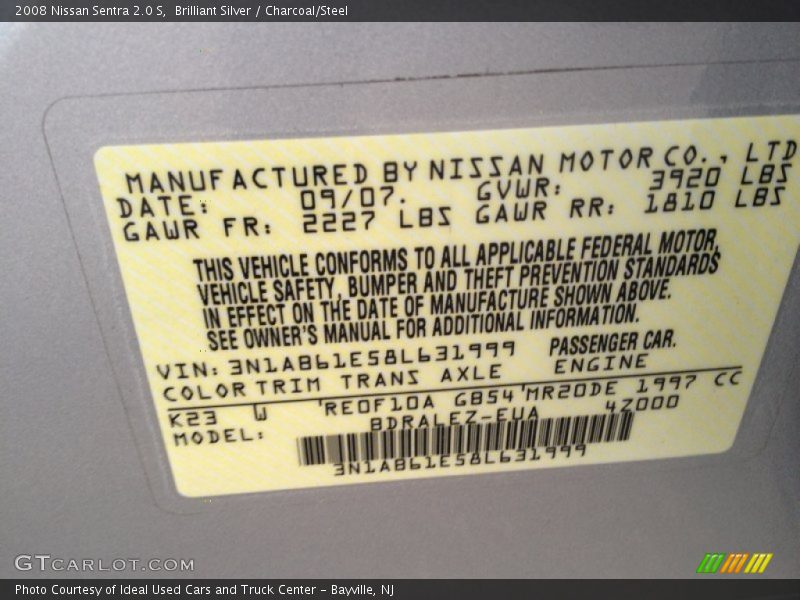 2008 Nissan Sentra 2.0 S, Brilliant Silver / Charcoal/Steel
MANUFACTURED BY NISSAN MOTOR CO., LTD
DATE: 09/07. GVWR: 3920 LBS
GAWR FR: 2227 LBS GAWR RR: 1810 LBS
THIS VEHICLE CONFORMS TO ALL APPLICABLE FEDERAL MOTOR,
VEHICLE SAFETY, BUMPER AND THEFT PREVENTION STANDARDS
IN EFFECT ON THE DATE OF MANUFACTURE SHOWN ABOVE.
SEE OWNER'S MANUAL FOR ADDITIONAL INFORMATION.
VIN: 3N1AB61E58L631999 PASSENGER CAR.
COLOR TRIM TRANS AXLE ENGINE
K23 W 'RE0F10A GB54'MR20DE 1997 CC
MODEL: BDRALEZ-EUA 4Z000
3N1AB61E58L631999
GTCARLOT.COM
Photo Courtesy of Ideal Used Cars and Truck Center – Bayville, NJ